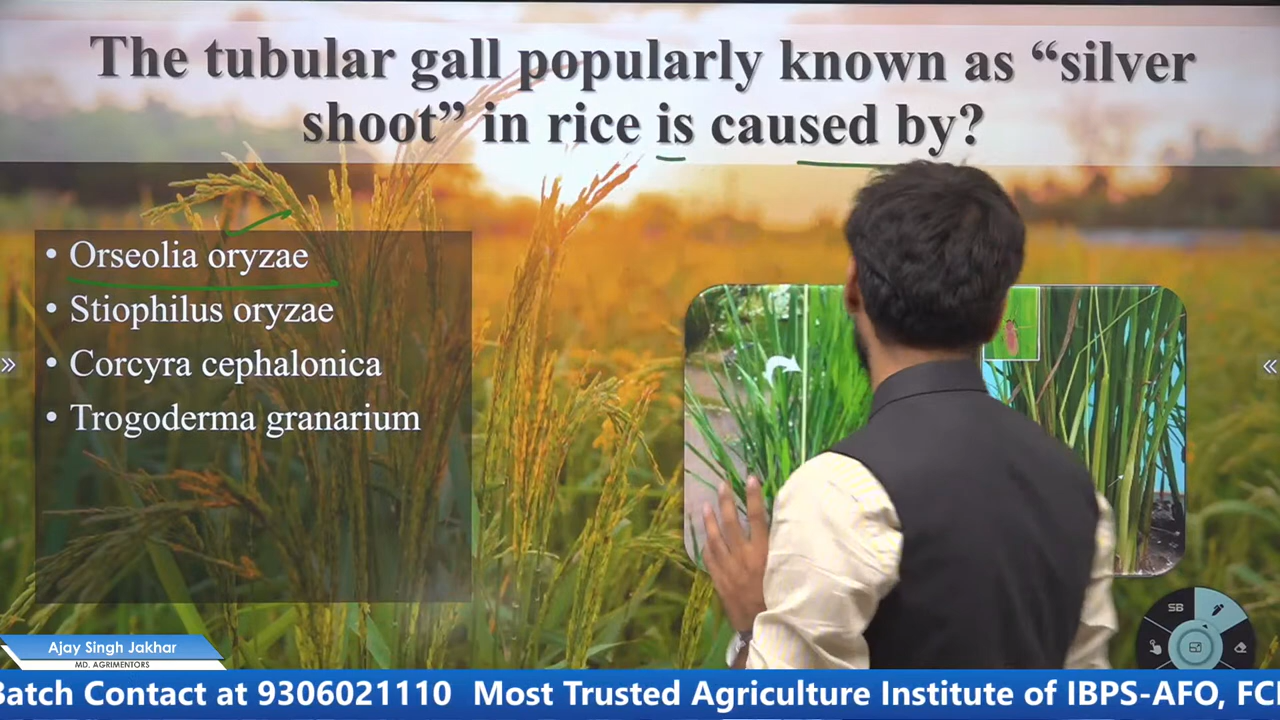 The tubular gall popularly known as “silver
shoot” in rice is caused by?
• Orseolia oryzae
• Stiophilus oryzae
• Corcyra cephalonica
• Trogoderma granarium
SB
Ajay Singh Jakhar
MD. AGRIMENTORS
Batch Contact at 9306021110 Most Trusted Agriculture Institute of IBPS-AFO, FCI